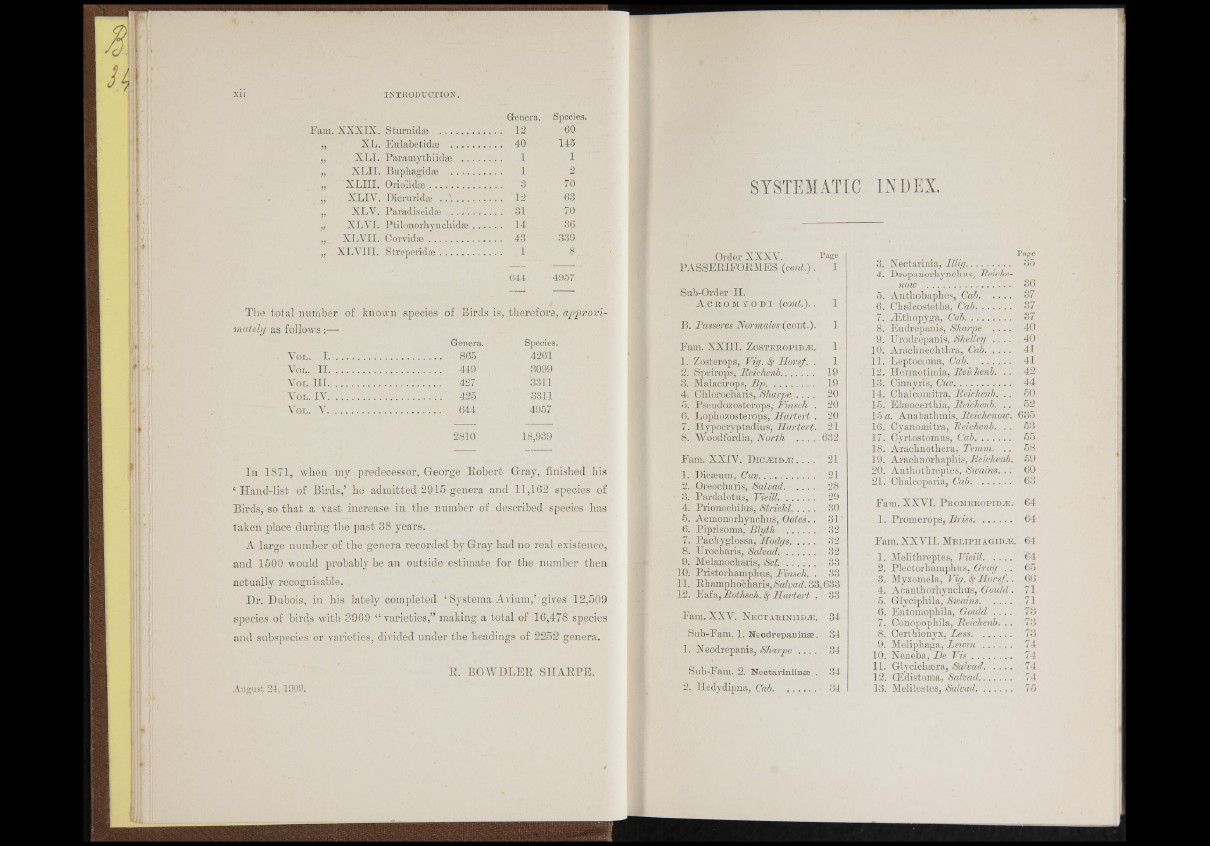 B.
34
xii INTRODUCTION.
Genera. Species.
Fam. XXXIX. Sturnidæ ............ 12 60
„ XL. Eulabetidæ .......... 40 145
„ XLI. Paramythiidæ ........ 1 1
„ XLII. Buphagidæ .......... 1 2
„ XLIII. Oriolidæ .............. 3 70
„ XLIV. Dicruridæ ............ 12 63
„ XLV. Paradiseidæ .......... 31 70
„ XLVI. Ptilonorhynchidæ ...... 14 36
„ XLVII. Corvidæ .............. 43 339
„ XLVIII. Streperidæ ............ 1 8
644 4957
The total number of known species of Birds is, therefore, approxi-
mately as follows :—
Genera. Species.
Vol. I. .................... 865 4261
Vol. II. .................... 449 3099
Vol. III. .................... 427 3311
Vol. IV. .................... 425 3311
Vol. V. .................... 644 4957
2810 18,939
In 1871, when my predecessor, George Robert Gray, finished his
‘ Hand-list of Birds,’ he admitted 2915 genera and 11,162 species of
Birds, so that a vast increase in the number of described species has
taken place during the past 38 years.
A large number of the genera recorded by Gray had no real existence,
and 1500 would probably be an outside estimate for the number then
actually recognisable.
Dr. Dubois, in his lately completed ‘ Systema Avium,’ gives 12,509
species of birds with 3969 “ varieties,” making a total of 16,478 species
and subspecies or varieties, divided under the headings of 2252 genera.
R. BOWDLER SHARPE.
August 24, 1909.
SYSTEMATIC INDEX.
Order XXXV. Page
PASSERIFORMES (cont.). 1
Sub-Order II.
Acromyodi (cont.).. 1
B. Passeres Normales (cont.). 1
Fam. XXIII. Zosteropidæ. 1
1. Zosterops, Vig. & Horsf. . 1
2. Speirops, Reichenb....... 19
3. Malacirops, Bp. ......... 19
4. Chlorocharis, Sharpe..... 20
5. Pseudozosterops, Finsch . 20
6. Lophozosterops, Hartert . 20
7. Hypocryptadius, Hartert. 21
8. Woodfordia, North .... 632
Fam. XXIV. Dicæidæ.... 21
1. Dicæum, Cuv........... 21
2. Oreocharis, Salvad. ..... 28
3. Pardalotus, Vieill. ....... 29
4. Prionochilus, Strickl. .... 30
5. Acmonorhynchus, Oates.. 31
6. Piprisoma, Blyth ...... 32
7. Pachyglossa, Hodgs. .... 32
8. Urocharis, Salvad. ....... 32
9. Melanocharis, Scl. ...... 33
10. Pristorhamphus, Finsch. . 33
11. Rhamphocharis, Salvad. 33,633
12. Eafa, Rothsch. & Hartert . 33
Fam. XXV. Nectariniidæ. 34
Sub-Fam. 1. Neodrepaninæ. 34
1. Neodrepanis, Sharpe .... 34
Sub-Fam. 2. Nectariniinæ . 34
2. Hedydipna, Cab. ...... 34
Page
3. Nectarinia, Illig......... 35
4. Drepanorhynchus, Reiche-
now ................ 36
5. Anthobaphes, Cab. .... 37
6. Chalcostetha, Cab....... 37
7. Æthopyga, Cab......... 37
8. Eudrepanis, Sharpe .... 40
9. Urodrepanis, Shelley .... 40
10. Arachnechthra, Cab. .... 41
11. Leptocoma, Cab. ...... 41
12. Hermotimia, Reichenb. .. 42
13. Cinnyris, Cuv........... 44
14. Chalcomitra, Reichenb. .. 50
15. Elæocerthia, Reichenb. .. 52
15 a. Anabathmis, Reichenow. 635
16. Cyanomitra, Reichenb. .. 53
17. Cyrtostomus, Cab. ...... 55
18. Arachnothera, Temm. .. 58
19. Arachnorhaphis, Reichenb. 59
20. Anthothreptes, Swains... 60
21. Chalcoparia, Cab. ...... 63
Fam. XXVI. Promeropidæ. 64
1. Promerops, Briss. ...... 64
Fam. XXVII. Meliphagidæ. 64
1. Melithreptes, Vieill. .... 64
2. Plectorhamphus, Gray .. 65
3. Myzomela, Vig. & Horsf.. 66
4. Acanthorhynchus, Gould. 71
5. Glyciphila, Swains. .... 71
6. Entomophila, Gould .... 73
7. Conopophila, Reichenb. .. 73
8. Certhionyx, Less. ...... 73
9. Meliphaga, Lewin ...... 74
10. Neneba, De Vis ........ 74
11. Glycichæra, Salvad. .... 74
12. Œdistoma, Salvad....... 74
13. Melilestes, Salvad. ...... 75